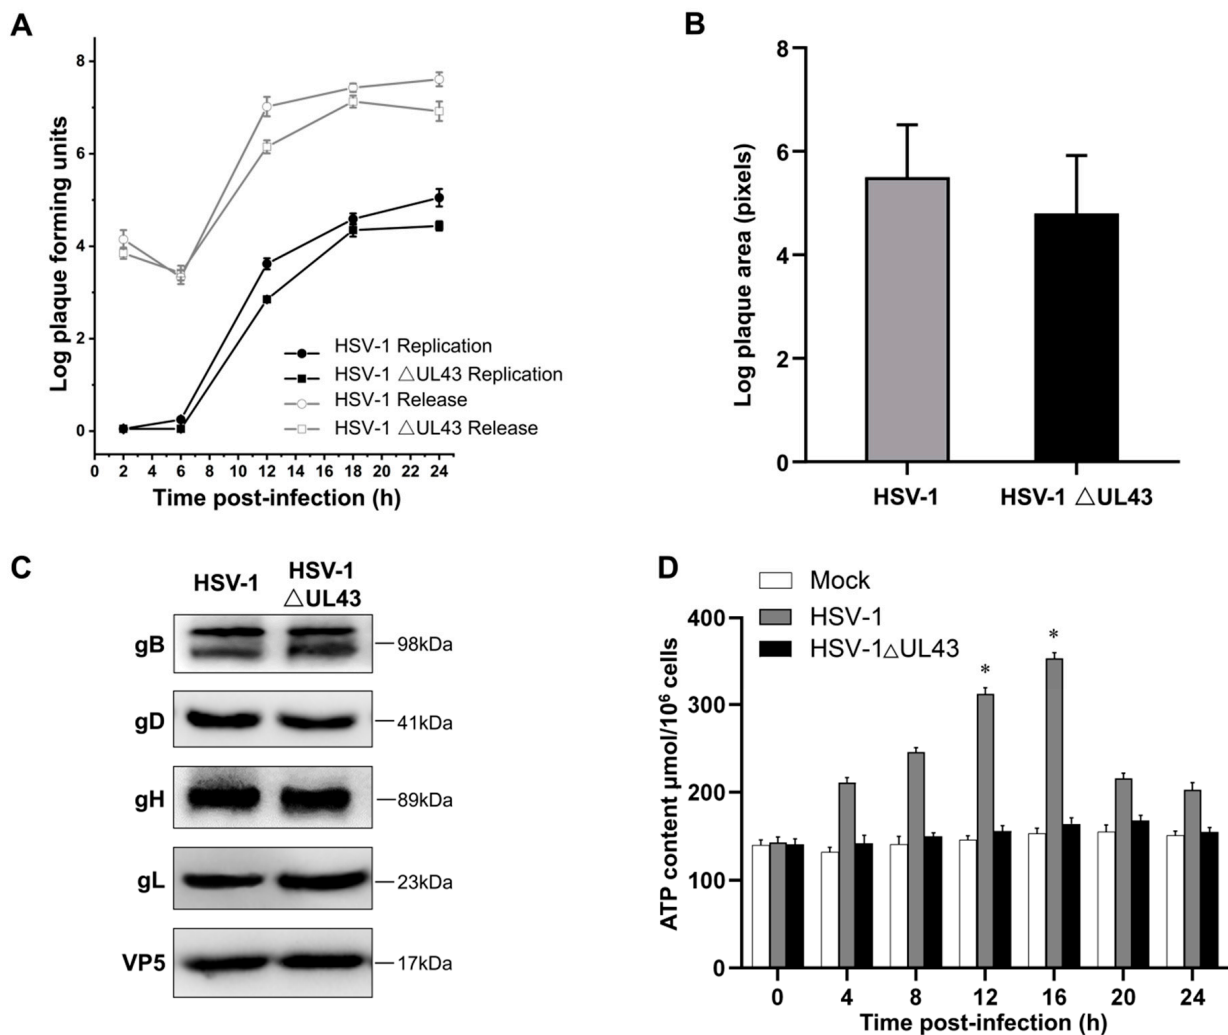 A
Log plaque forming units
8
6
4
2
0
HSV-1 Replication
HSV-1 △UL43 Replication
HSV-1 Release
HSV-1 △UL43 Release
0 2 4 6 8 10 12 14 16 18 20 22 24
Time post-infection (h)
B
Log plaque area (pixels)
8
6
4
2
0
HSV-1
HSV-1 △UL43
C
HSV-1
HSV-1
△UL43
gB
98kDa
gD
41kDa
gH
89kDa
gL
23kDa
VP5
17kDa
D
Mock
HSV-1
HSV-1△UL43
ATP content μmol/10⁶ cells
400
300
200
100
0
*
*
0 4 8 12 16 20 24
Time post-infection (h)